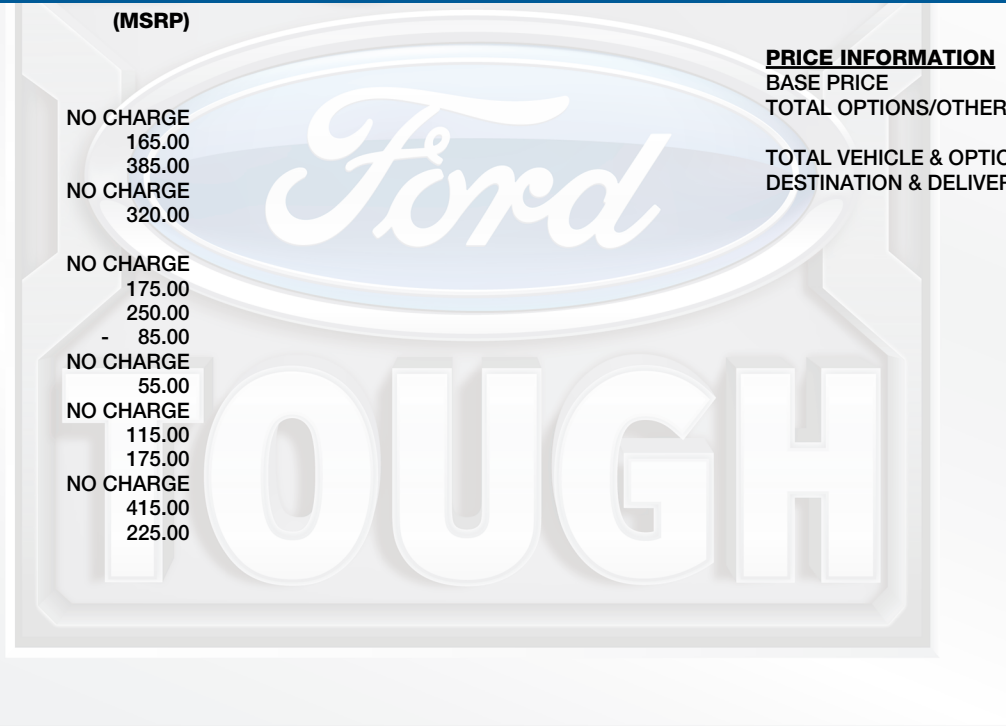 (MSRP)
NO CHARGE
165.00
385.00
NO CHARGE
320.00
NO CHARGE
175.00
250.00
- 85.00
NO CHARGE
55.00
NO CHARGE
115.00
175.00
NO CHARGE
415.00
225.00
PRICE INFORMATION
BASE PRICE
TOTAL OPTIONS/OTHER
TOTAL VEHICLE & OPTIO
DESTINATION & DELIVER
Ford
TOUGH